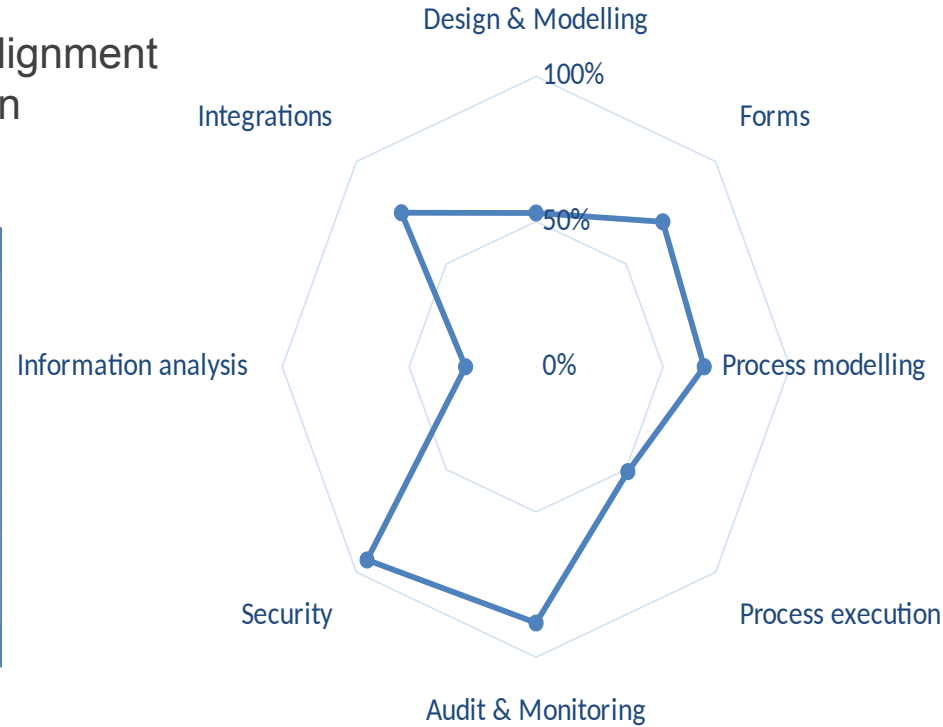 lignment
n
Design & Modelling
100%
Integrations
Forms
50%
Information analysis
0%
Process modelling
Security
Process execution
Audit & Monitoring